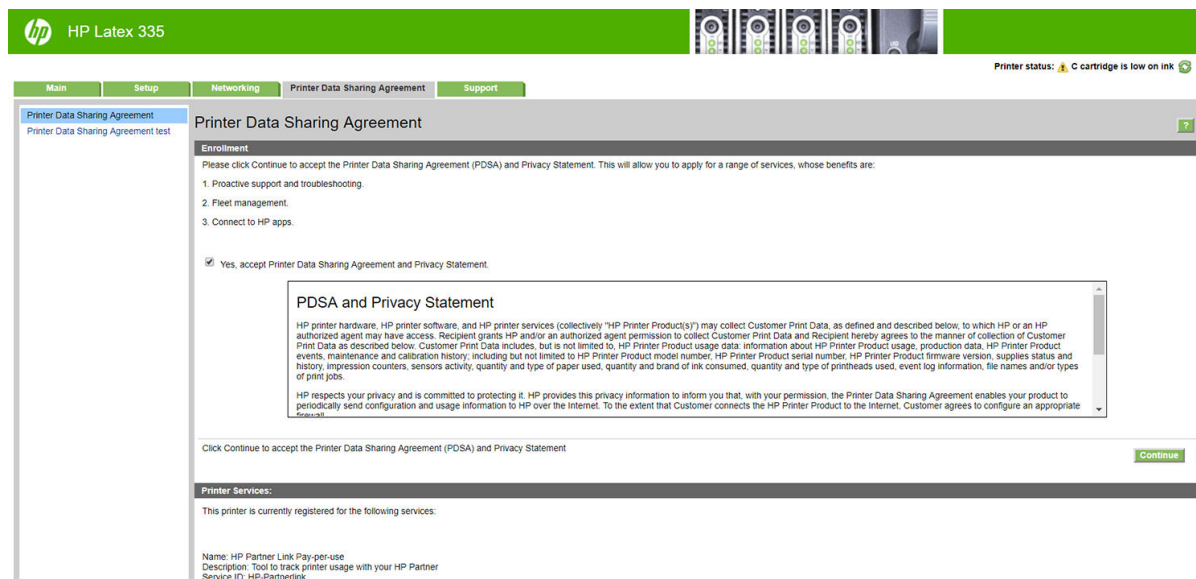 hp HP Latex 335
Printer status: C cartridge is low on ink
Main Setup Networking Printer Data Sharing Agreement Support
Printer Data Sharing Agreement
Printer Data Sharing Agreement test
Printer Data Sharing Agreement
?
Enrollment
Please click Continue to accept the Printer Data Sharing Agreement (PDSA) and Privacy Statement. This will allow you to apply for a range of services, whose benefits are:
1. Proactive support and troubleshooting.
2. Fleet management.
3. Connect to HP apps.
Yes, accept Printer Data Sharing Agreement and Privacy Statement.
PDSA and Privacy Statement
HP printer hardware, HP printer software, and HP printer services (collectively "HP Printer Product(s)") may collect Customer Print Data, as defined and described below, to which HP or an HP
authorized agent may have access. Recipient grants HP and/or an authorized agent permission to collect Customer Print Data and Recipient hereby agrees to the manner of collection of Customer
Print Data as described below. Customer Print Data includes, but is not limited to, HP Printer Product usage data: information about HP Printer Product usage, production data, HP Printer Product
events, maintenance and calibration history; including but not limited to HP Printer Product model number, HP Printer Product serial number, HP Printer Product firmware version, supplies status and
history, impression counters, sensors activity, quantity and type of paper used, quantity and brand of ink consumed, quantity and type of printheads used, event log information, file names and/or types
of print jobs.
HP respects your privacy and is committed to protecting it. HP provides this privacy information to inform you that, with your permission, the Printer Data Sharing Agreement enables your product to
periodically send configuration and usage information to HP over the Internet. To the extent that Customer connects the HP Printer Product to the Internet, Customer agrees to configure an appropriate
firewall
Click Continue to accept the Printer Data Sharing Agreement (PDSA) and Privacy Statement
Continue
Printer Services:
This printer is currently registered for the following services:
Name: HP Partner Link Pay-per-use
Description: Tool to track printer usage with your HP Partner
Service ID: HP-Partnerlink